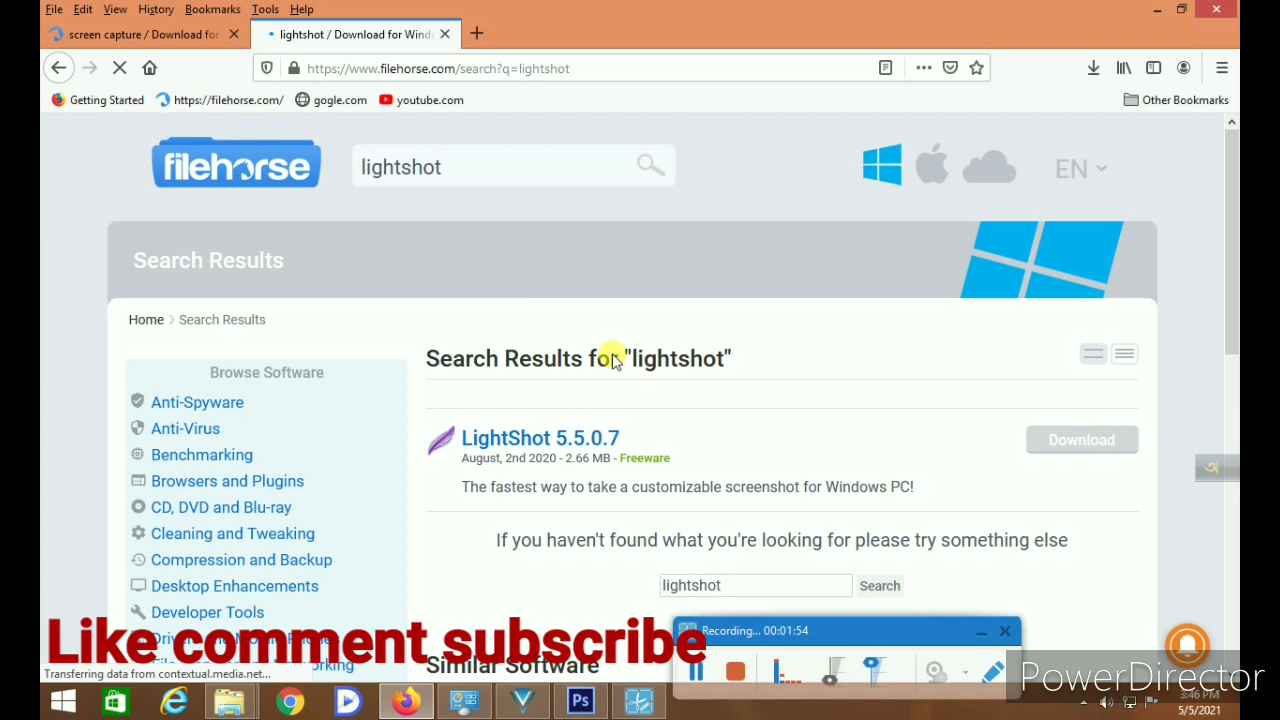 File Edit View History Bookmarks Tools Help
screen capture / Download for
lightshot / Download for Wind
https://www.filehorse.com/search?q=lightshot
Getting Started
https://filehorse.com/
gogle.com
youtube.com
Other Bookmarks
filehorse
lightshot
EN
Search Results
Home
Search Results
Search Results for "lightshot"
Browse Software
Anti-Spyware
Anti-Virus
Benchmarking
Browsers and Plugins
CD, DVD and Blu-ray
Cleaning and Tweaking
Compression and Backup
Desktop Enhancements
Developer Tools
LightShot 5.5.0.7
Download
August, 2nd 2020 - 2.66 MB - Freeware
The fastest way to take a customizable screenshot for Windows PC!
If you haven't found what you're looking for please try something else
lightshot
Search
Like comment subscribe
Similar Software
Recording... 00:01:54
Transferring data from contextual.media.net...
PowerDirector
Ps
3:46 PM
5/5/2021